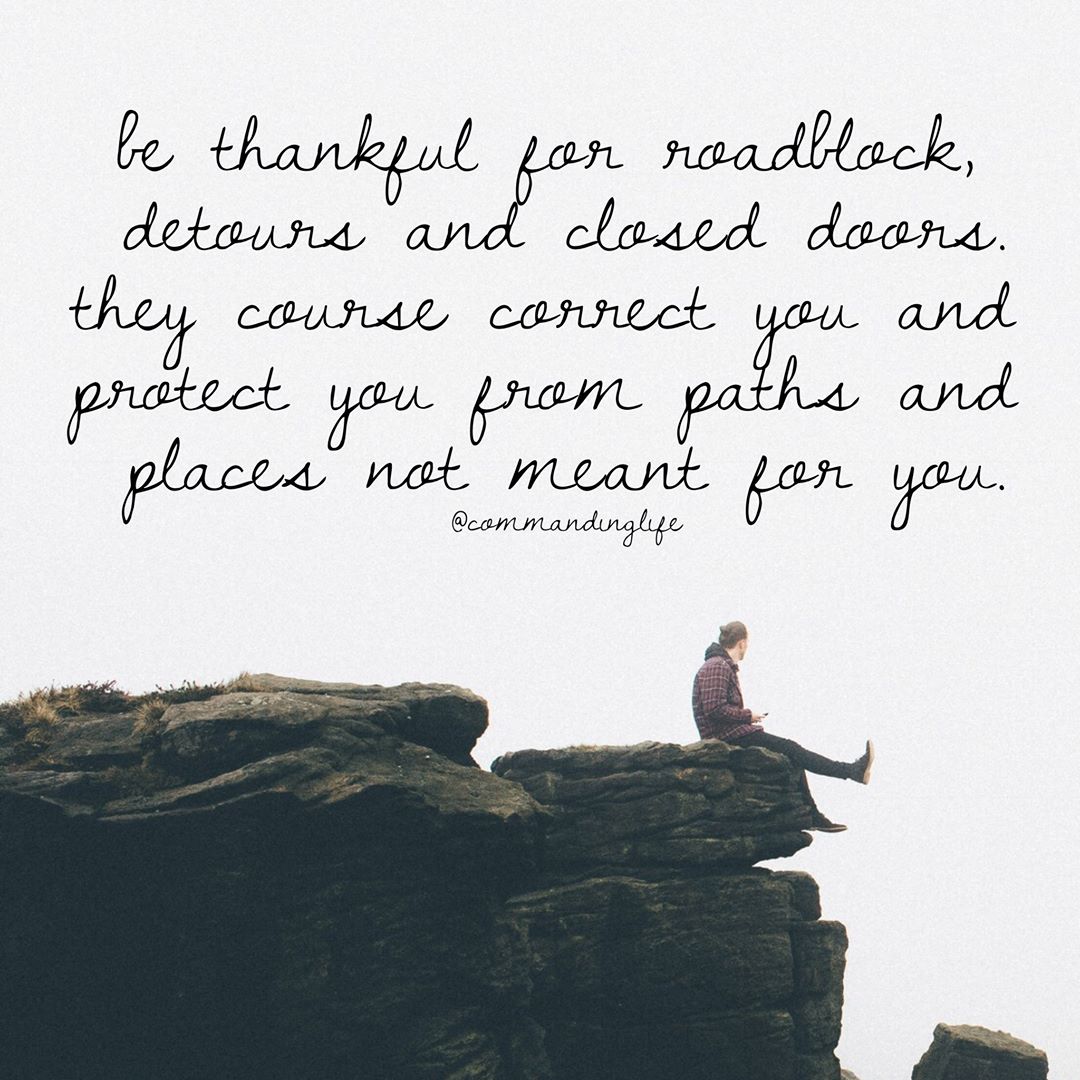 be thankful for roadblock,
detours and closed doors.
they course correct you and
protect you from paths and
places not meant for you.
@commandinglife